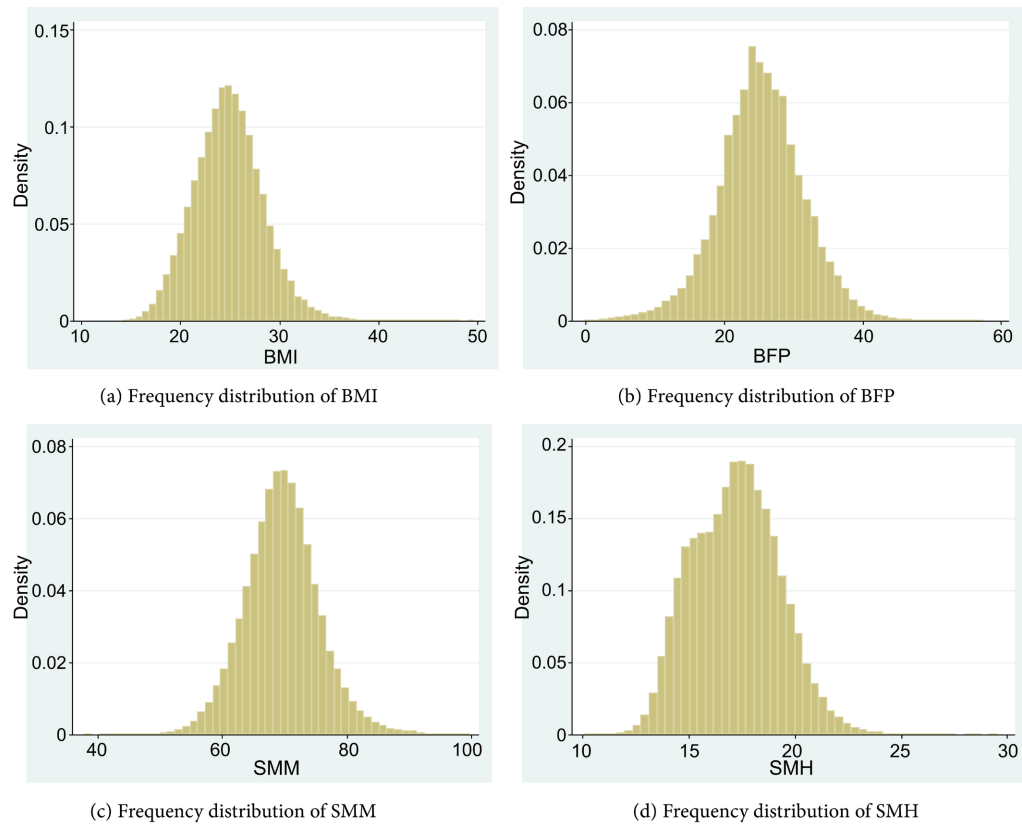 0.15
0.1
0.05
0
Density
10 20 30 40 50
BMI
(a) Frequency distribution of BMI
0.08
0.06
0.04
0.02
0
Density
0 20 40 60
BFP
(b) Frequency distribution of BFP
0.08
0.06
0.04
0.02
0
Density
40 60 80 100
SMM
(c) Frequency distribution of SMM
0.2
0.15
0.1
0.05
0
Density
10 15 20 25 30
SMH
(d) Frequency distribution of SMH